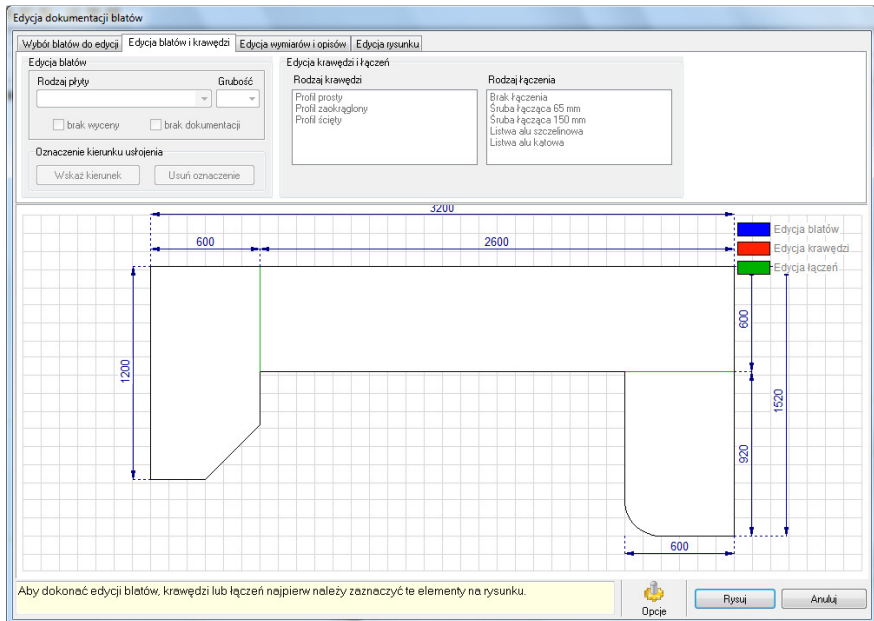 Edycja dokumentacji blatów
Wybór blatów do edycji Edycja blatów i krawędzi Edycja wymiarów i opisów Edycja rysunku
Edycja blatów
Rodzaj płyty Grubość
brak wyceny brak dokumentacji
Oznaczenie kierunku usłojenia
Wskaż kierunek Usuń oznaczenie
Edycja krawędzi i łączeń
Rodzaj krawędzi
Profil prosty
Profil zaokrąglony
Profil ścięty
Rodzaj łączenia
Brak łączenia
Śruba łącząca 65 mm
Śruba łącząca 150 mm
Listwa alu szczelinowa
Listwa alu kątowa
3200
600 2600
Edycja blatów
Edycja krawędzi
Edycja łączeń
600
1200
1520
920
600
Aby dokonać edycji blatów, krawędzi lub łączeń najpierw należy zaznaczyć te elementy na rysunku.
Opcje
Rysuj Anuluj